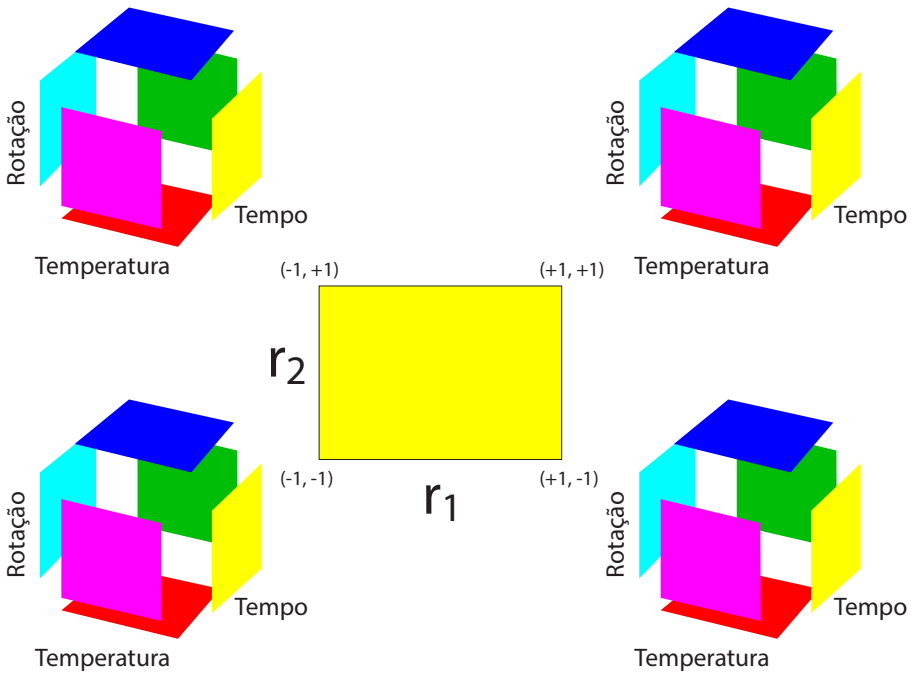 Rotação
Tempo
Temperatura
Rotação
Tempo
Temperatura
(-1, +1)
(+1, +1)
r2
(-1, -1)
(+1, -1)
r1
Rotação
Tempo
Temperatura
Rotação
Tempo
Temperatura